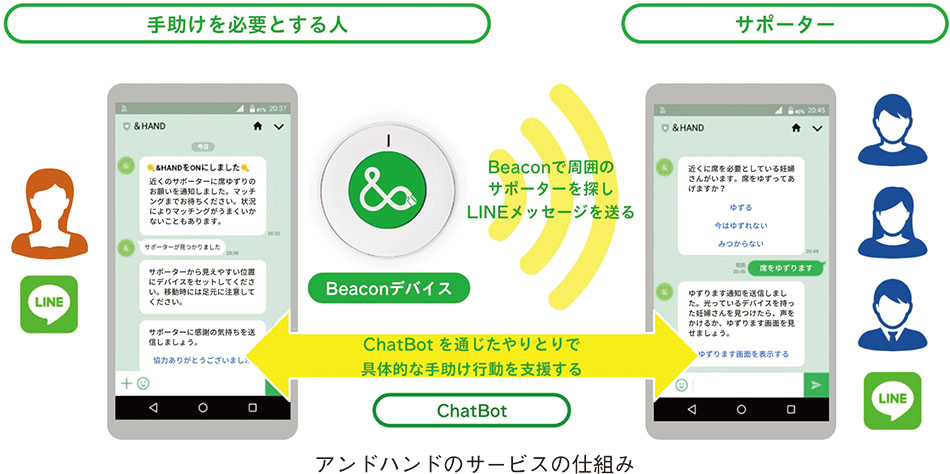 手助けを必要とする人
サポーター
41% 20:37
&HAND
今日
&HANDをONにしました
近くのサポーターに席ゆずりの
お願いを通知しました。マッチ
ングまでお待ちください。状況
によりマッチングがうまくいか
ないこともあります。
サポーターが見つかりました
サポーターから見えやすい位置
にデバイスをセットしてくだ
さい。移動時には足元に注意して
ください。
サポーターに感謝の気持ちを送
信しましょう。
協力ありがとうございまし
LINE
Beaconデバイス
Beaconで周囲の
サポーターを探し
LINEメッセージを送る
ChatBot を通じたやりとりで
具体的な手助け行動を支援する
ChatBot
20:45
&HAND
近くに席を必要としている妊婦
さんがいます。席をゆずってあ
げますか？
ゆずる
今はゆずれない
みつからない
20:44
既読
20:45
席をゆずります
ゆずります通知を送信しまし
た。光っているデバイスを持っ
た妊婦さんを見つけたら、声を
かけるか、ゆずります画面を見
せましょう。
ゆずります画面を表示する
LINE
アンドハンドのサービスの仕組み